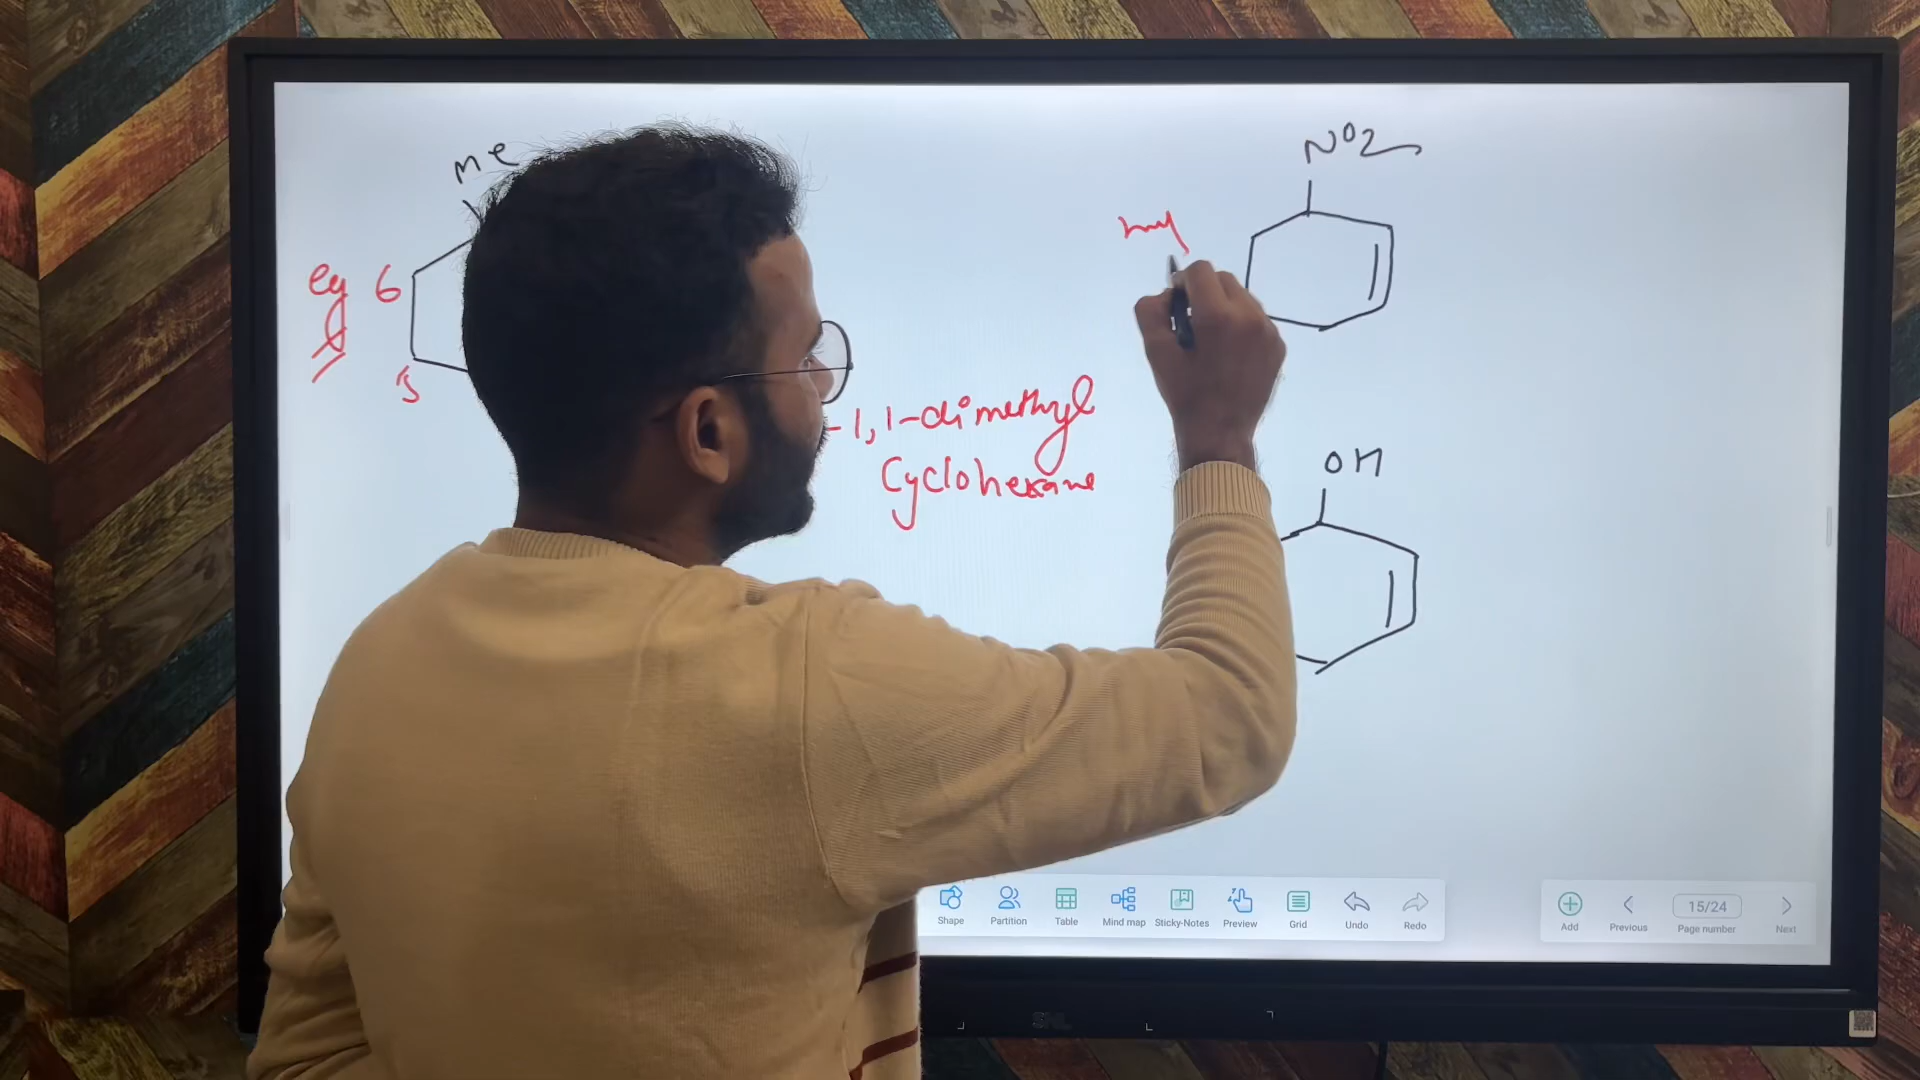 Me
eg 6
5
-1,1-dimethyl
Cyclohexane
NO2
OH
Shape Partition Table Mind map Sticky-Notes Preview Grid Undo Redo
Add Previous 15/24 Page number Next